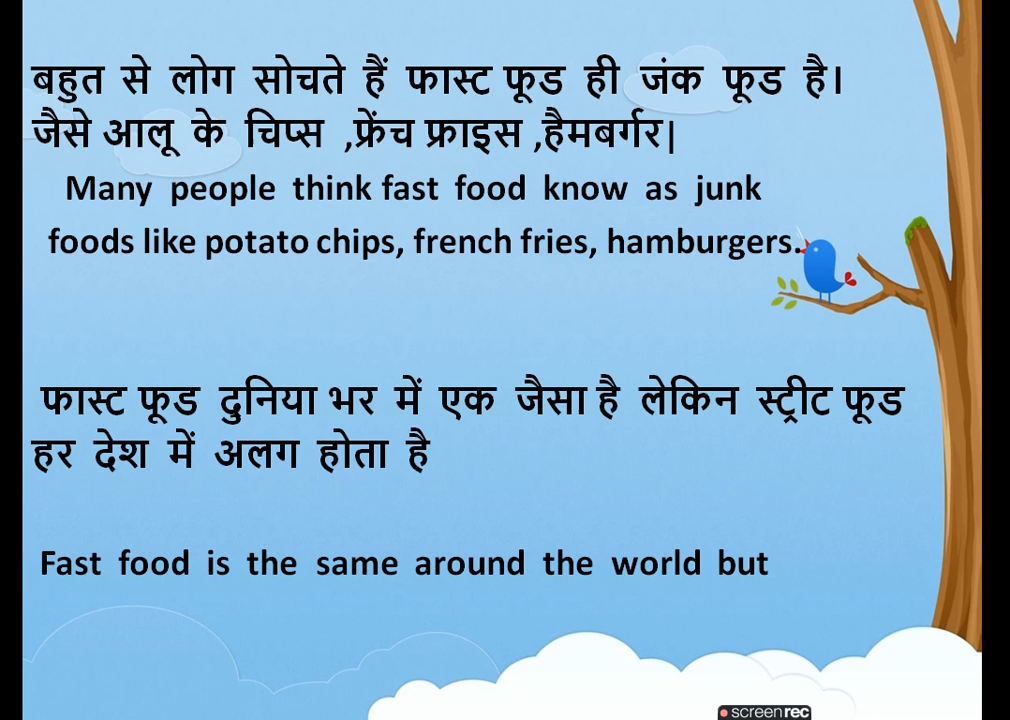 बहुत से लोग सोचते हैं फास्ट फूड ही जंक फूड है।
जैसे आलू के चिप्स ,फ्रेंच फ्राइस ,हैमबर्गर|
Many people think fast food know as junk
foods like potato chips, french fries, hamburgers.
फास्ट फूड दुनिया भर में एक जैसा है लेकिन स्ट्रीट फूड
हर देश में अलग होता है
Fast food is the same around the world but
screenrec